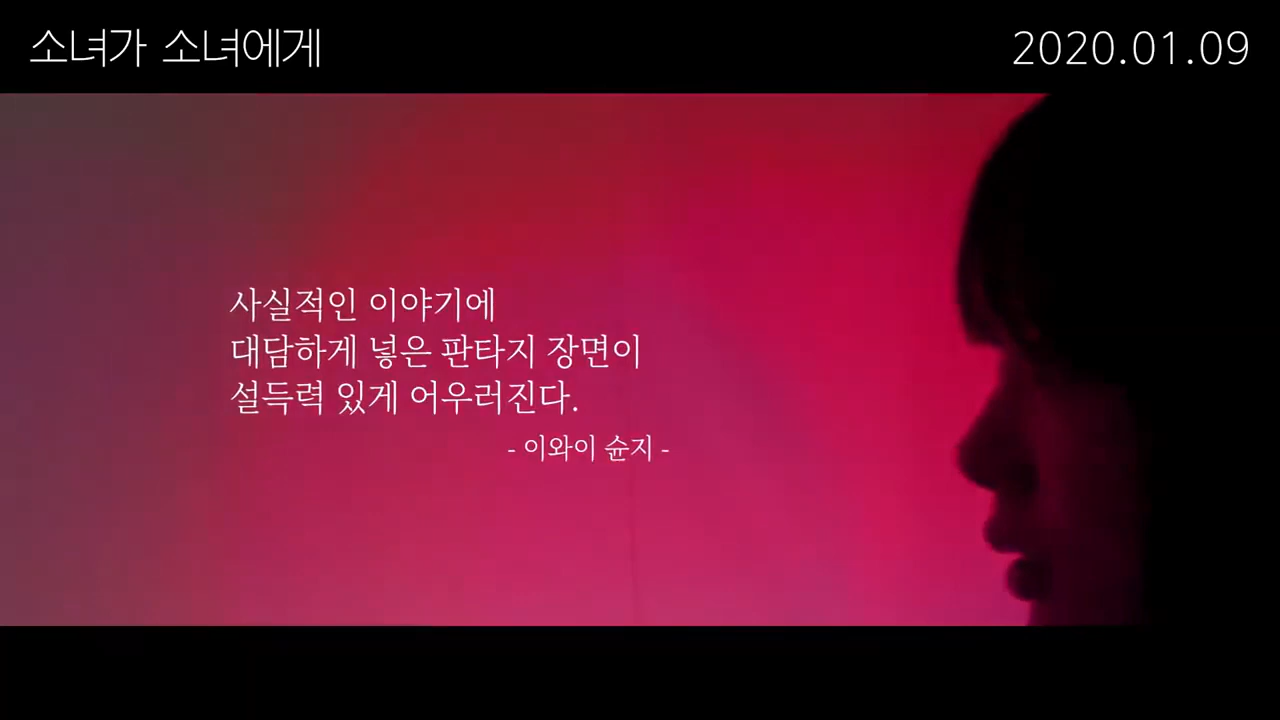 소녀가 소녀에게
2020.01.09
사실적인 이야기에
대담하게 넣은 판타지 장면이
설득력 있게 어우러진다.
- 이와이 슌지 -